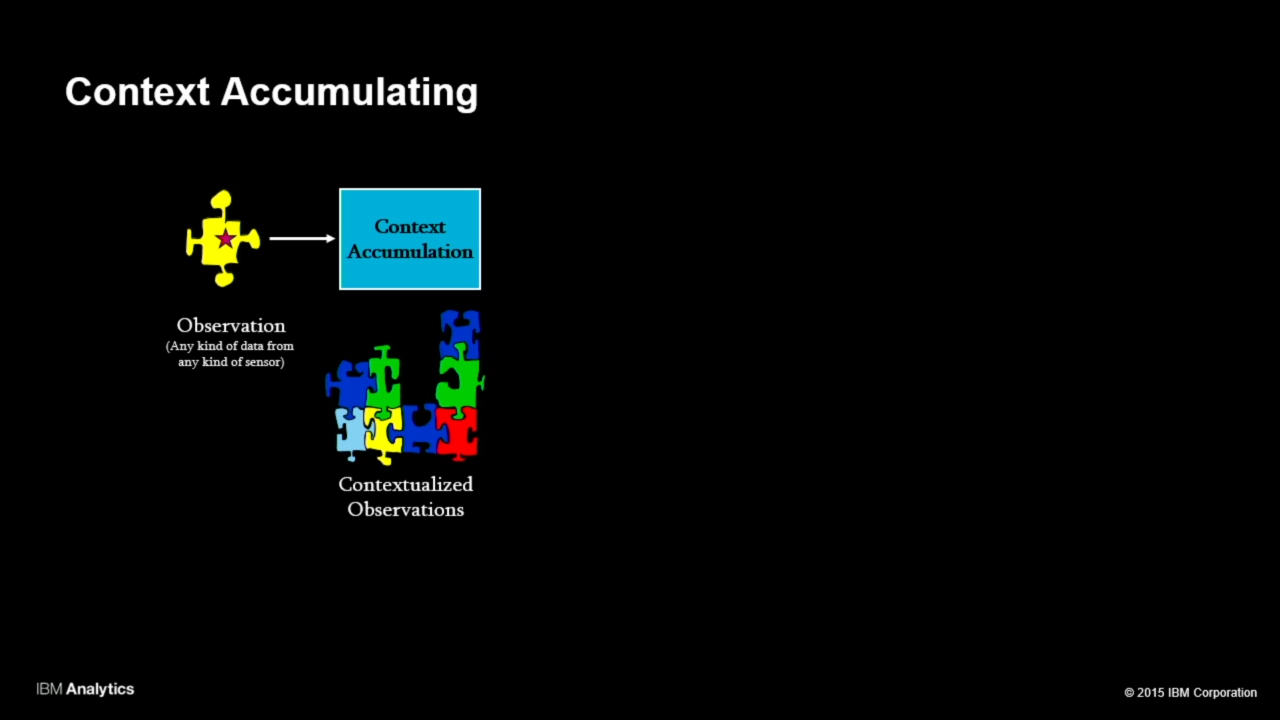 Context Accumulating
Context
Accumulation
Observation
(Any kind of data from
any kind of sensor)
Contextualized
Observations
IBM Analytics
© 2015 IBM Corporation